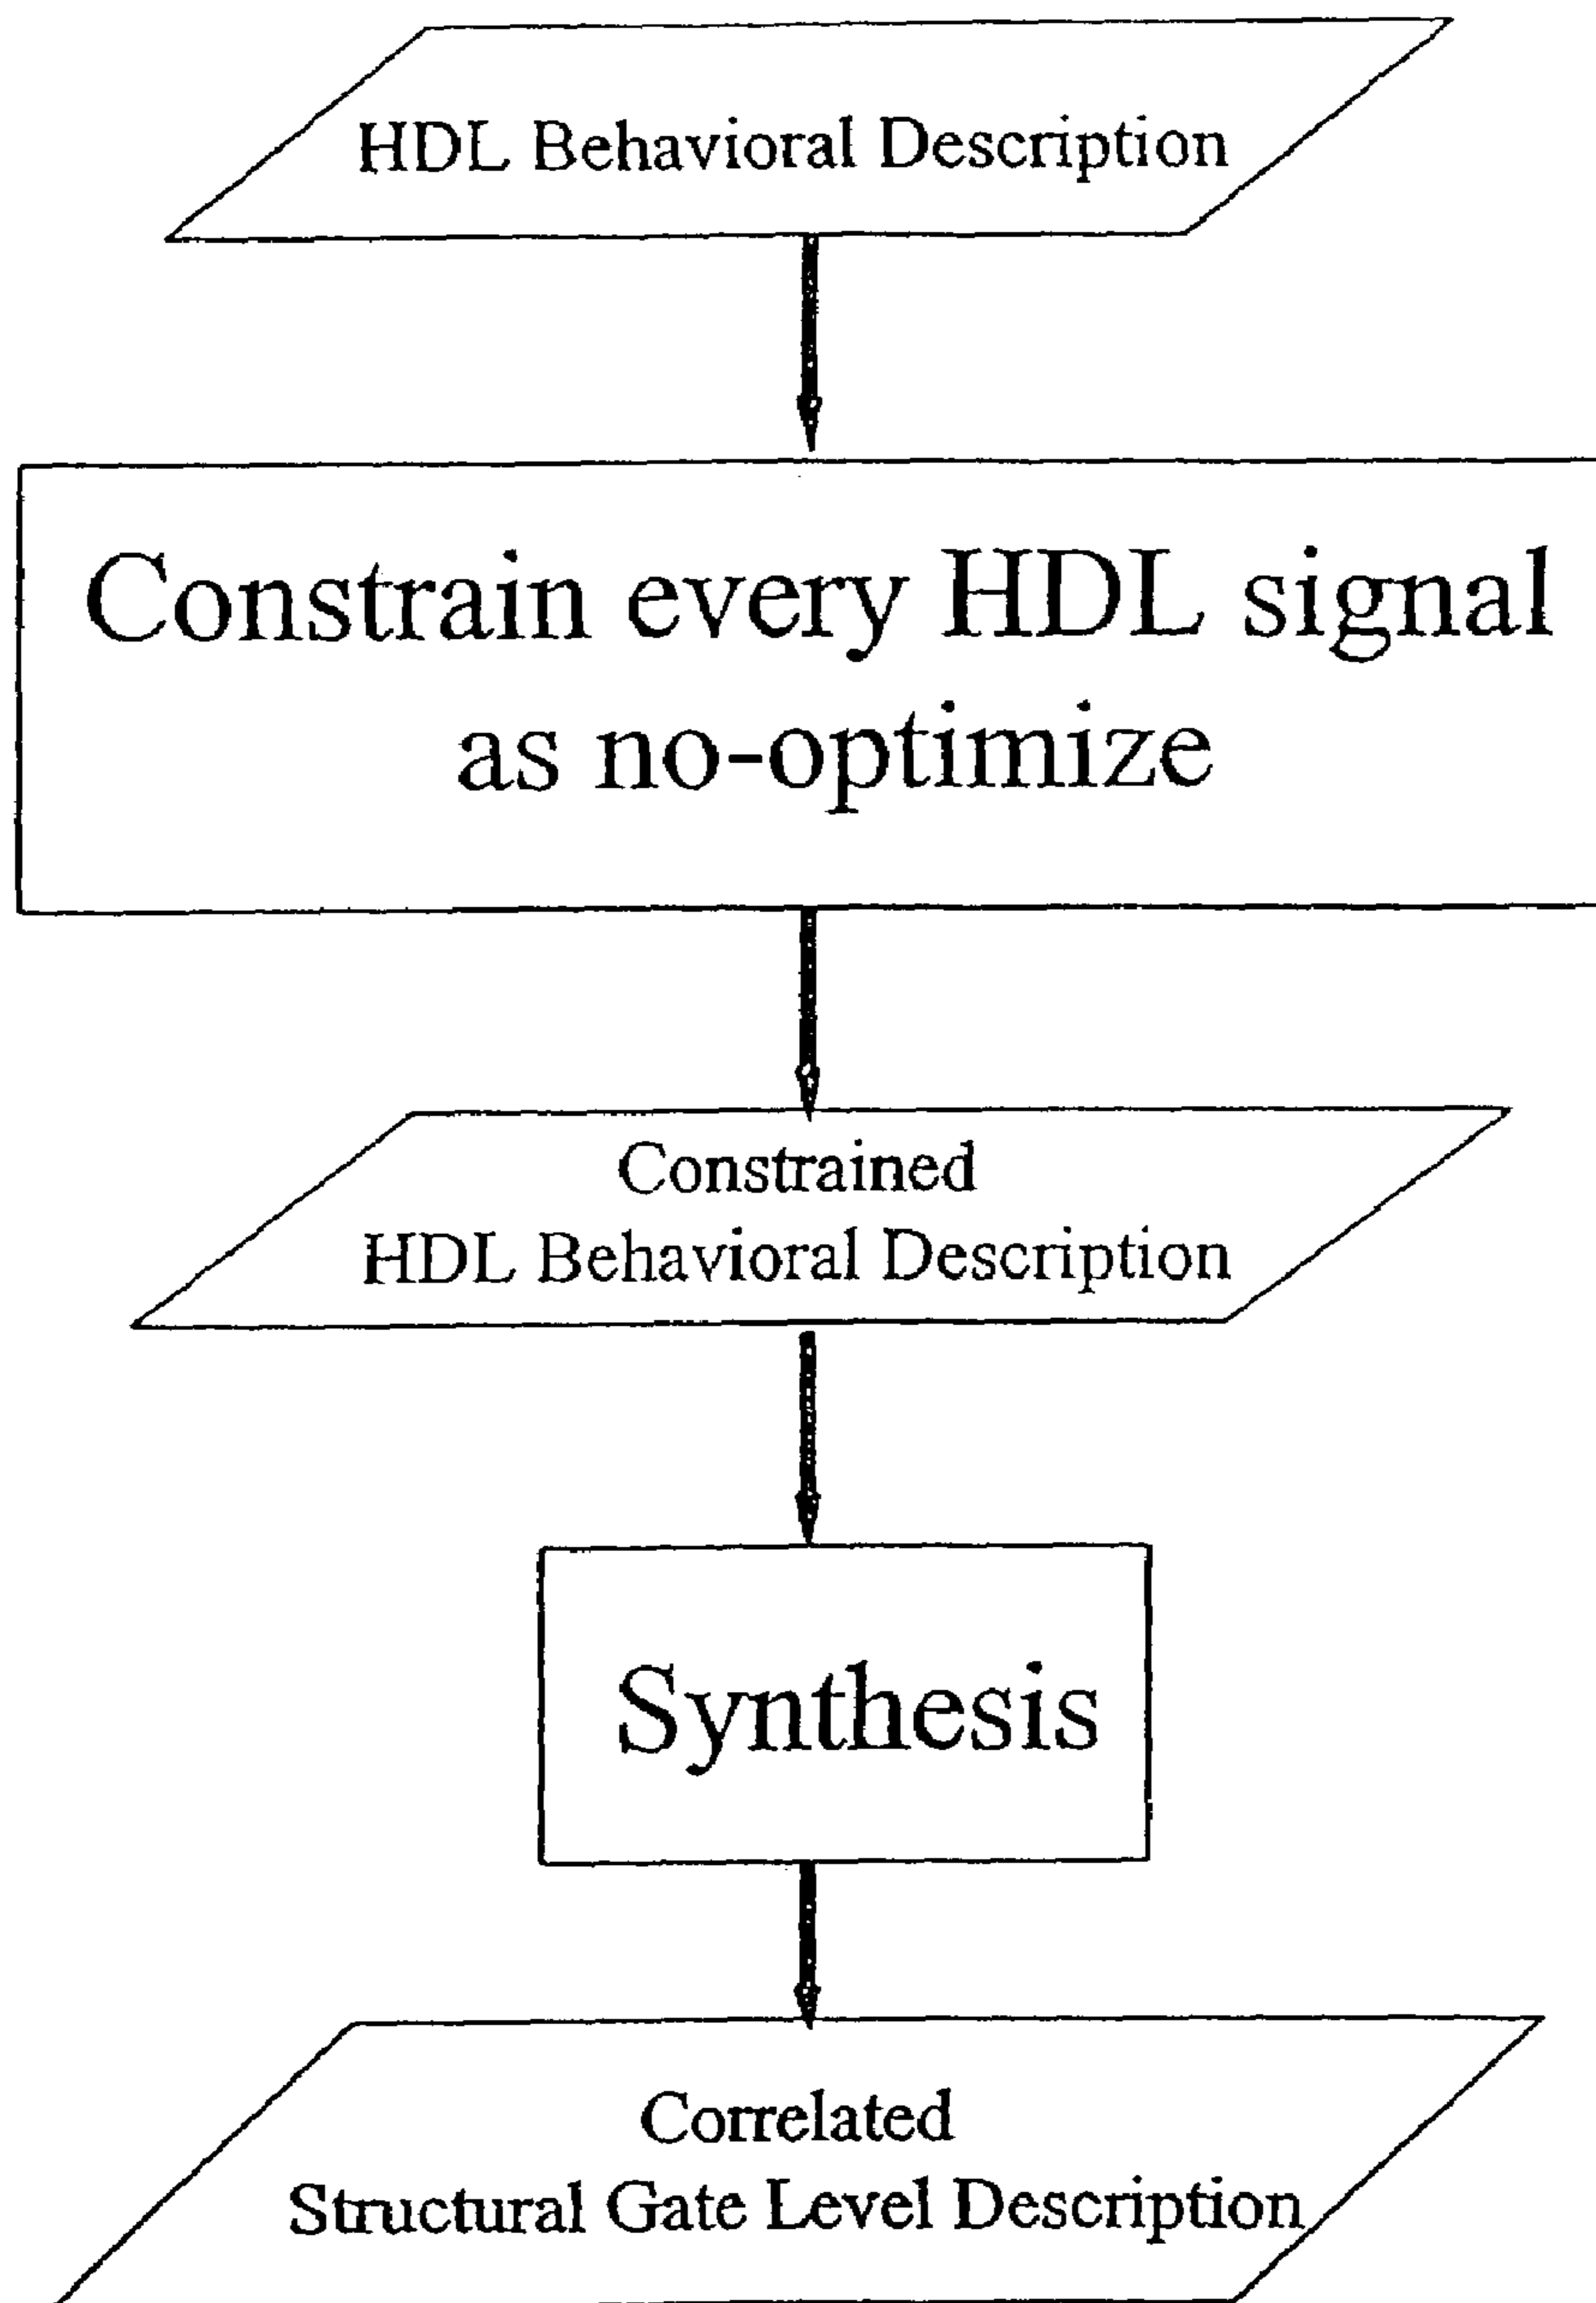 HDL Behavioral Description
Constrain every HDL signal
as no-optimize
Constrained
HDL Behavioral Description
Synthesis
Correlated
Structural Gate Level Description